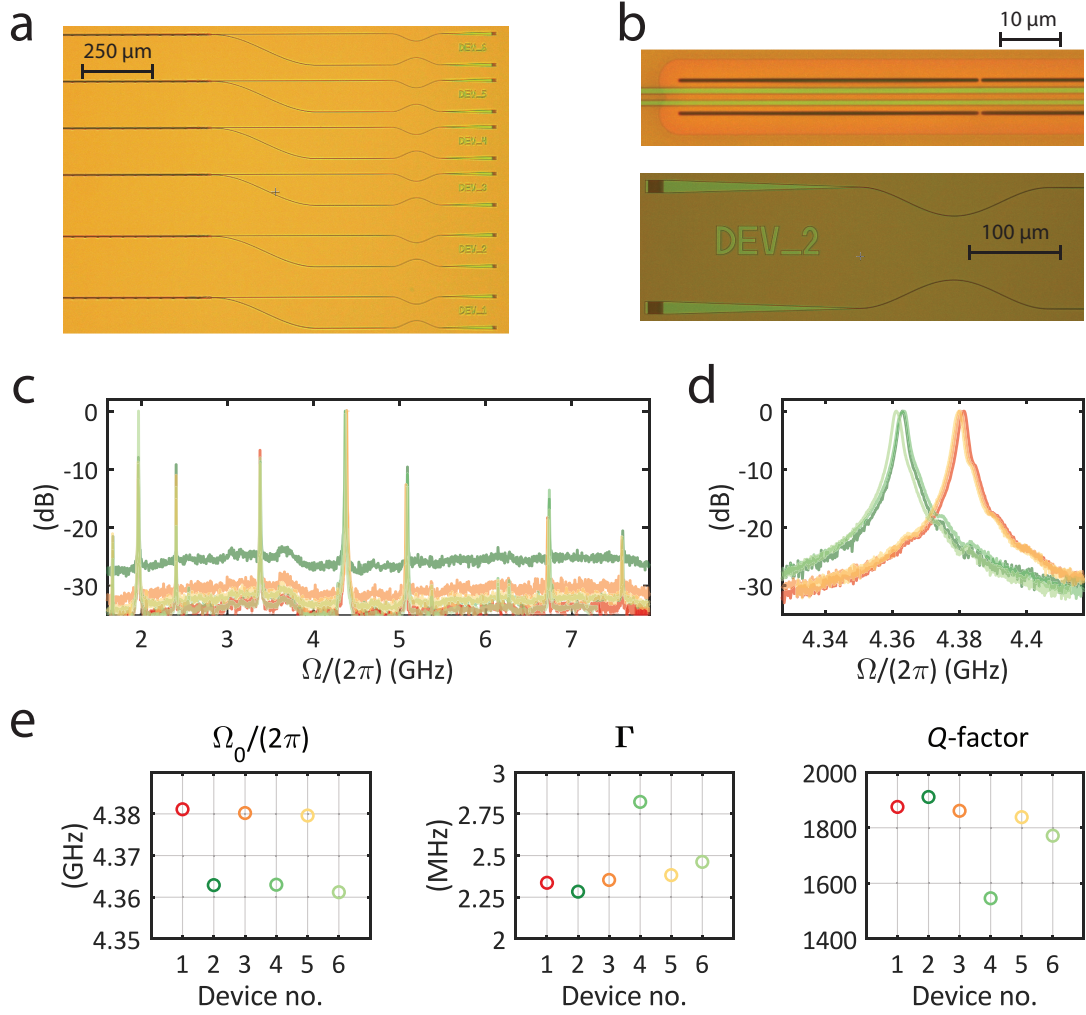 a
250 µm
DEV_6
DEV_5
DEV_4
DEV_3
DEV_2
DEV_1
b
10 µm
DEV_2
100 µm
c
0
-10
-20
-30
(dB)
2 3 4 5 6 7
Ω/(2π) (GHz)
d
0
-10
-20
-30
(dB)
4.34 4.36 4.38 4.4
Ω/(2π) (GHz)
e
Ω₀/(2π)
4.38
4.37
4.36
4.35
(GHz)
1 2 3 4 5 6
Device no.
Γ
3
2.75
2.5
2.25
2
(MHz)
1 2 3 4 5 6
Device no.
Q-factor
2000
1800
1600
1400
1 2 3 4 5 6
Device no.